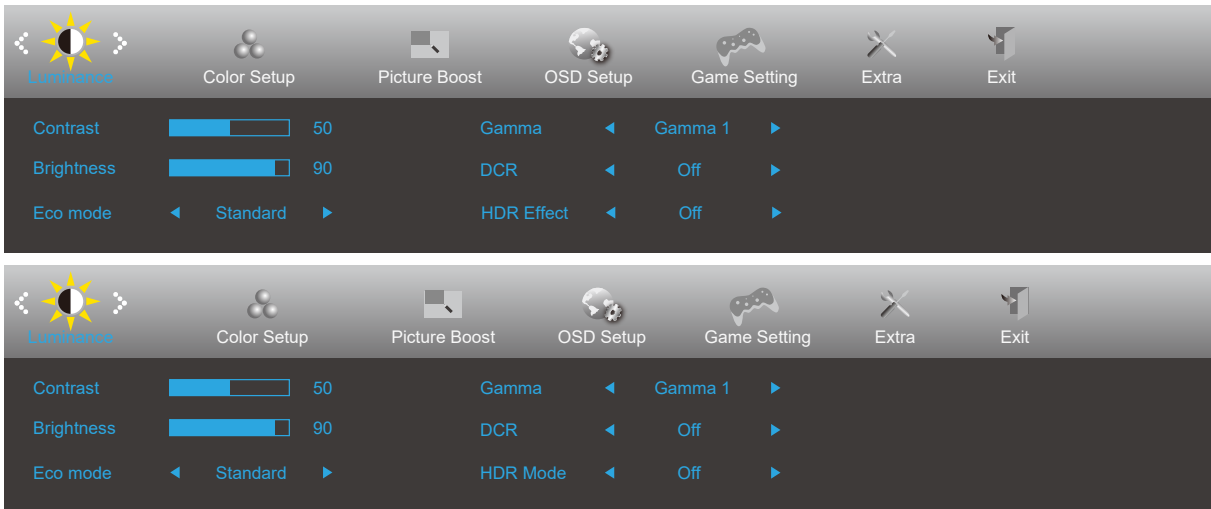 Luminance Color Setup Picture Boost OSD Setup Game Setting Extra Exit
Contrast 50 Gamma Gamma 1
Brightness 90 DCR Off
Eco mode Standard HDR Effect Off
Luminance Color Setup Picture Boost OSD Setup Game Setting Extra Exit
Contrast 50 Gamma Gamma 1
Brightness 90 DCR Off
Eco mode Standard HDR Mode Off